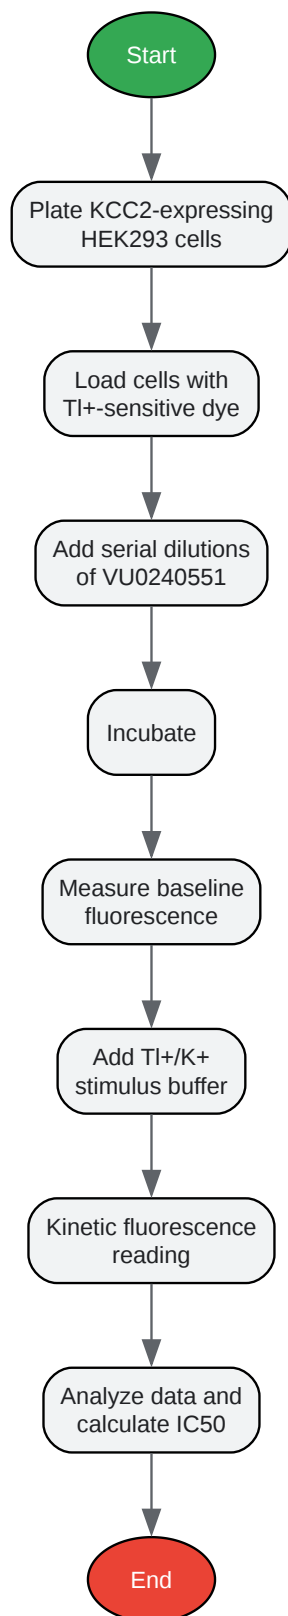 Start
Plate KCC2-expressing
HEK293 cells
Load cells with
Tl+-sensitive dye
Add serial dilutions
of VU0240551
Incubate
Measure baseline
fluorescence
Add Tl+/K+
stimulus buffer
Kinetic fluorescence
reading
Analyze data and
calculate IC50
End